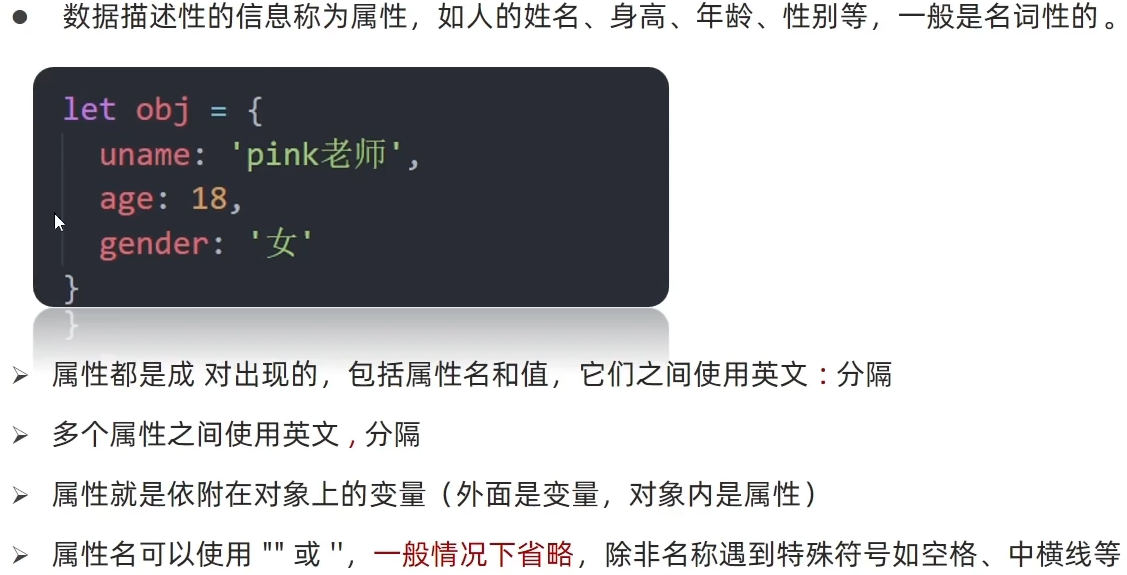 ● 数据描述性的信息称为属性，如人的姓名、身高、年龄、性别等，一般是名词性的。
let obj = {
  uname: 'pink老师',
  age: 18,
  gender: '女'
}
➢ 属性都是成 对出现的，包括属性名和值，它们之间使用英文 : 分隔
➢ 多个属性之间使用英文 , 分隔
➢ 属性就是依附在对象上的变量（外面是变量，对象内是属性）
➢ 属性名可以使用 "" 或 ''，一般情况下省略，除非名称遇到特殊符号如空格、中横线等